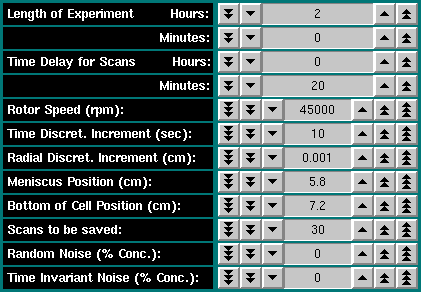 Length of Experiment Hours: 2
Minutes: 0
Time Delay for Scans Hours: 0
Minutes: 20
Rotor Speed (rpm): 45000
Time Discret. Increment (sec): 10
Radial Discret. Increment (cm): 0.001
Meniscus Position (cm): 5.8
Bottom of Cell Position (cm): 7.2
Scans to be saved: 30
Random Noise (% Conc.): 0
Time Invariant Noise (% Conc.): 0